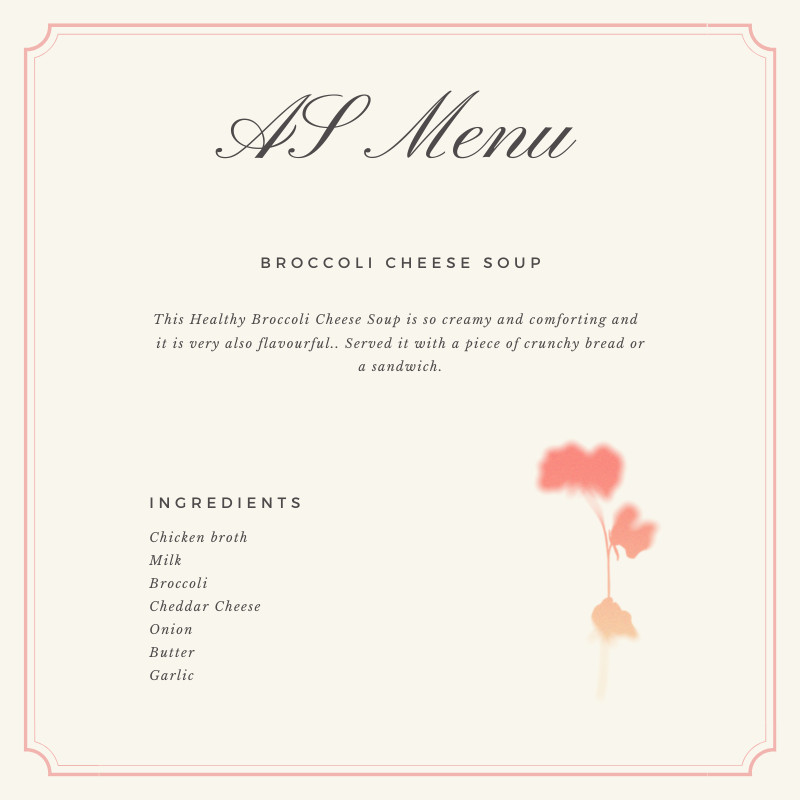 AS Menu
BROCCOLI CHEESE SOUP
This Healthy Broccoli Cheese Soup is so creamy and comforting and
it is very also flavourful.. Served it with a piece of crunchy bread or
a sandwich.
INGREDIENTS
Chicken broth
Milk
Broccoli
Cheddar Cheese
Onion
Butter
Garlic